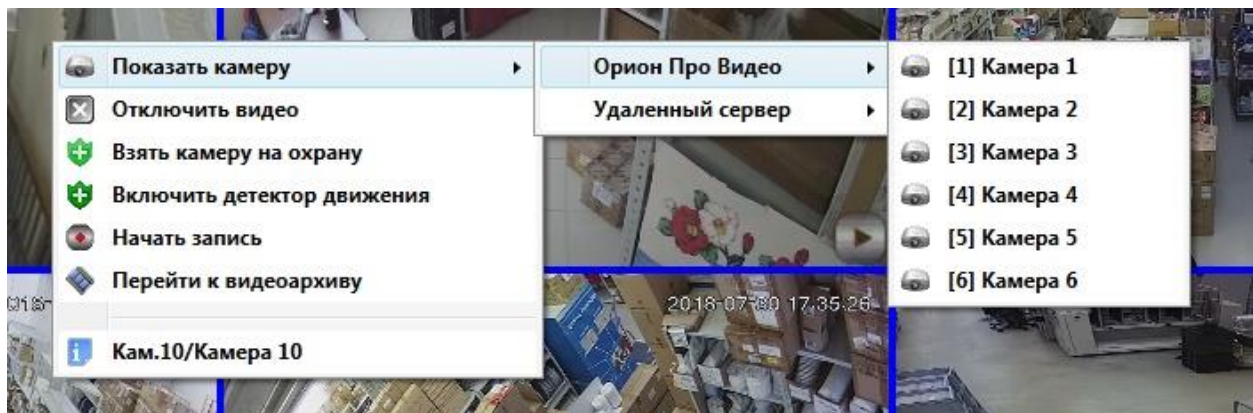 Показать камеру
Отключить видео
Взять камеру на охрану
Включить детектор движения
Начать запись
Перейти к видеоархиву
Кам.10/Камера 10
Орион Про Видео
Удаленный сервер
[1] Камера 1
[2] Камера 2
[3] Камера 3
[4] Камера 4
[5] Камера 5
[6] Камера 6
2018-07-30 17:35:26